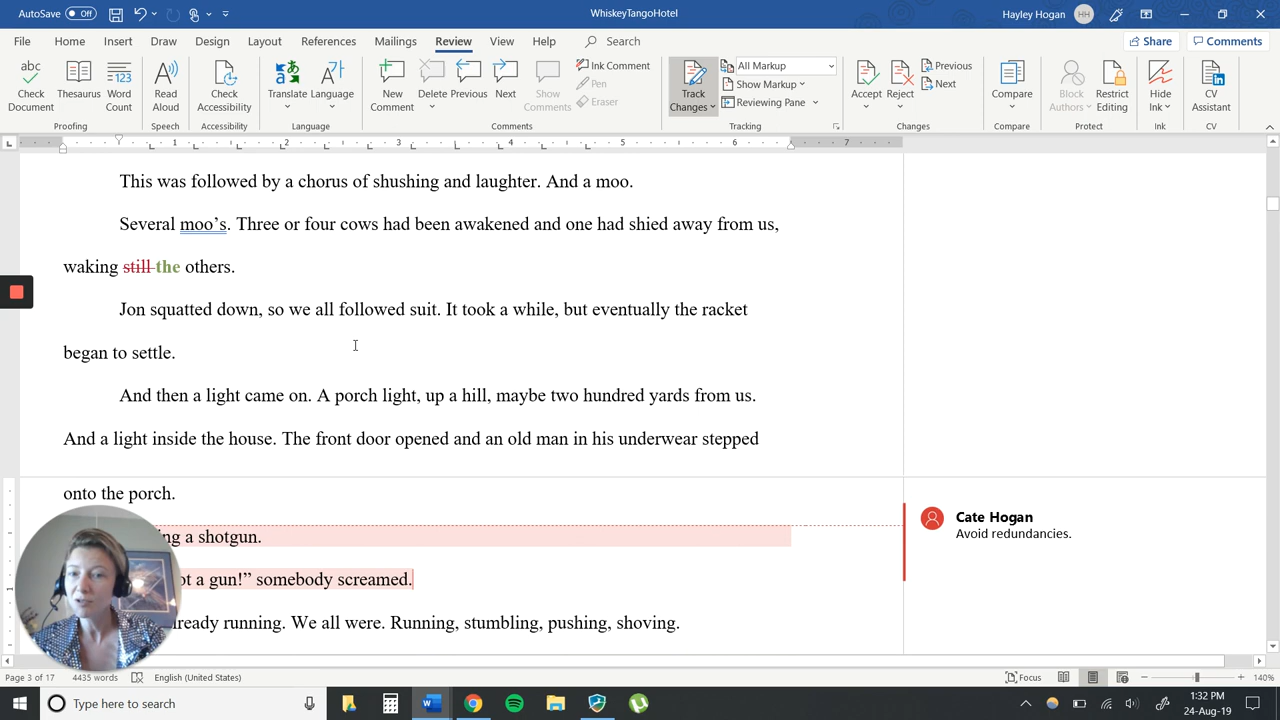 AutoSave Off WhiskeyTangoHotel Hayley Hogan HH
File Home Insert Draw Design Layout References Mailings Review View Help Search Share Comments
abc 123 A
Check Document Thesaurus Word Count Read Aloud Check Accessibility Translate Language New Comment Delete Previous Next Show Comments Ink Comment Pen Eraser Track Changes All Markup Show Markup Reviewing Pane Accept Reject Previous Next Compare Block Authors Restrict Editing Hide Ink CV Assistant
Proofing Speech Accessibility Language Comments Tracking Changes Compare Protect Ink CV
1 2 3 4 5 6 7
This was followed by a chorus of shushing and laughter. And a moo.
Several moo’s. Three or four cows had been awakened and one had shied away from us,
waking still the others.
Jon squatted down, so we all followed suit. It took a while, but eventually the racket
began to settle.
And then a light came on. A porch light, up a hill, maybe two hundred yards from us.
And a light inside the house. The front door opened and an old man in his underwear stepped
onto the porch.
Cate Hogan
Avoid redundancies.
a shotgun.
a gun!” somebody screamed.
running. We all were. Running, stumbling, pushing, shoving.
Page 3 of 17 4435 words English (United States) Focus 140%
Type here to search
1:32 PM
24-Aug-19